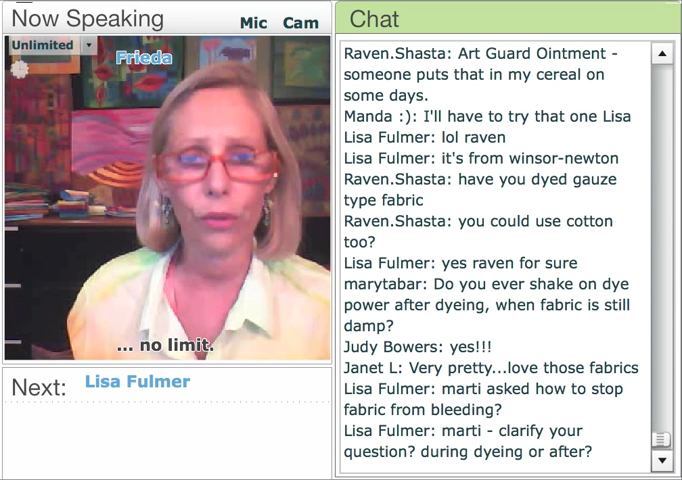 Now Speaking
Mic
Cam
Unlimited
Frieda
... no limit.
Next:
Lisa Fulmer
Chat
Raven.Shasta: Art Guard Ointment -
someone puts that in my cereal on
some days.
Manda :): I'll have to try that one Lisa
Lisa Fulmer: lol raven
Lisa Fulmer: it's from winsor-newton
Raven.Shasta: have you dyed gauze
type fabric
Raven.Shasta: you could use cotton
too?
Lisa Fulmer: yes raven for sure
marytabar: Do you ever shake on dye
power after dyeing, when fabric is still
damp?
Judy Bowers: yes!!!
Janet L: Very pretty...love those fabrics
Lisa Fulmer: marti asked how to stop
fabric from bleeding?
Lisa Fulmer: marti - clarify your
question? during dyeing or after?